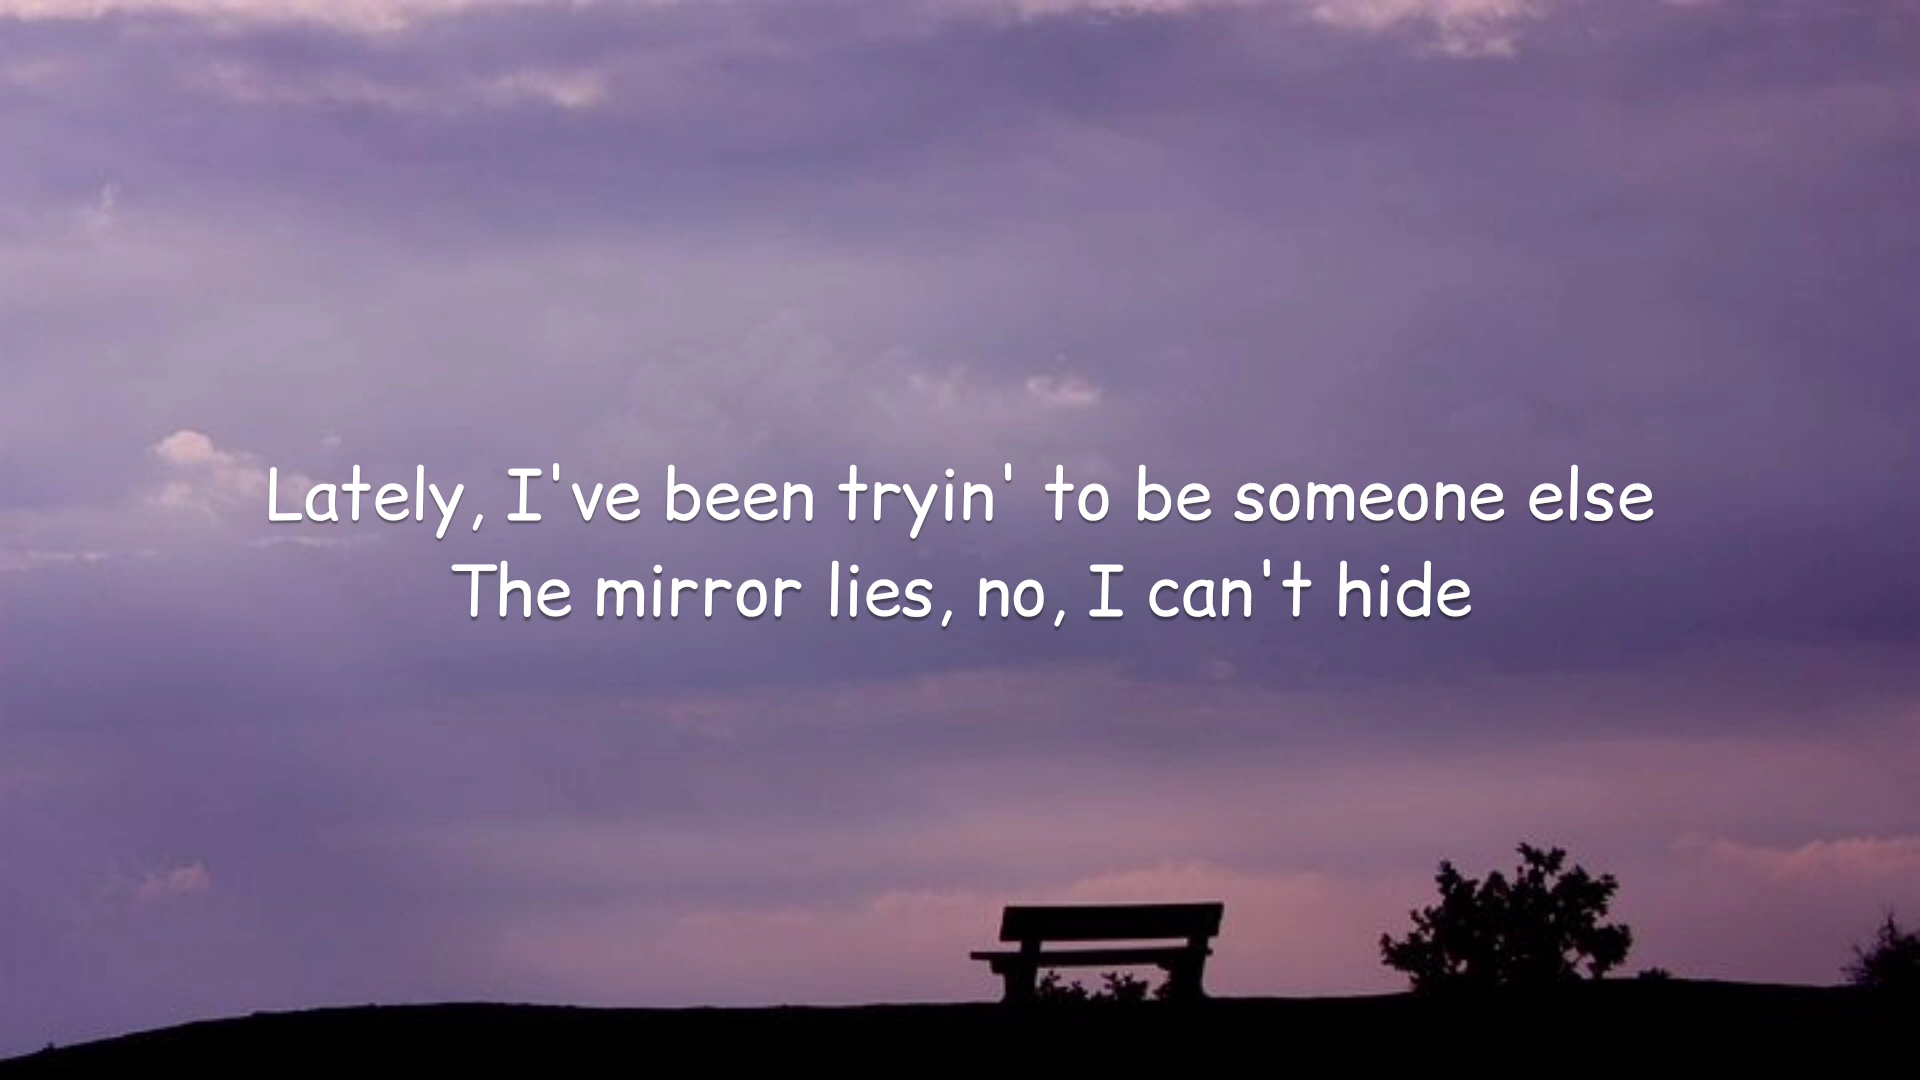 Lately, I've been tryin' to be someone else
The mirror lies, no, I can't hide